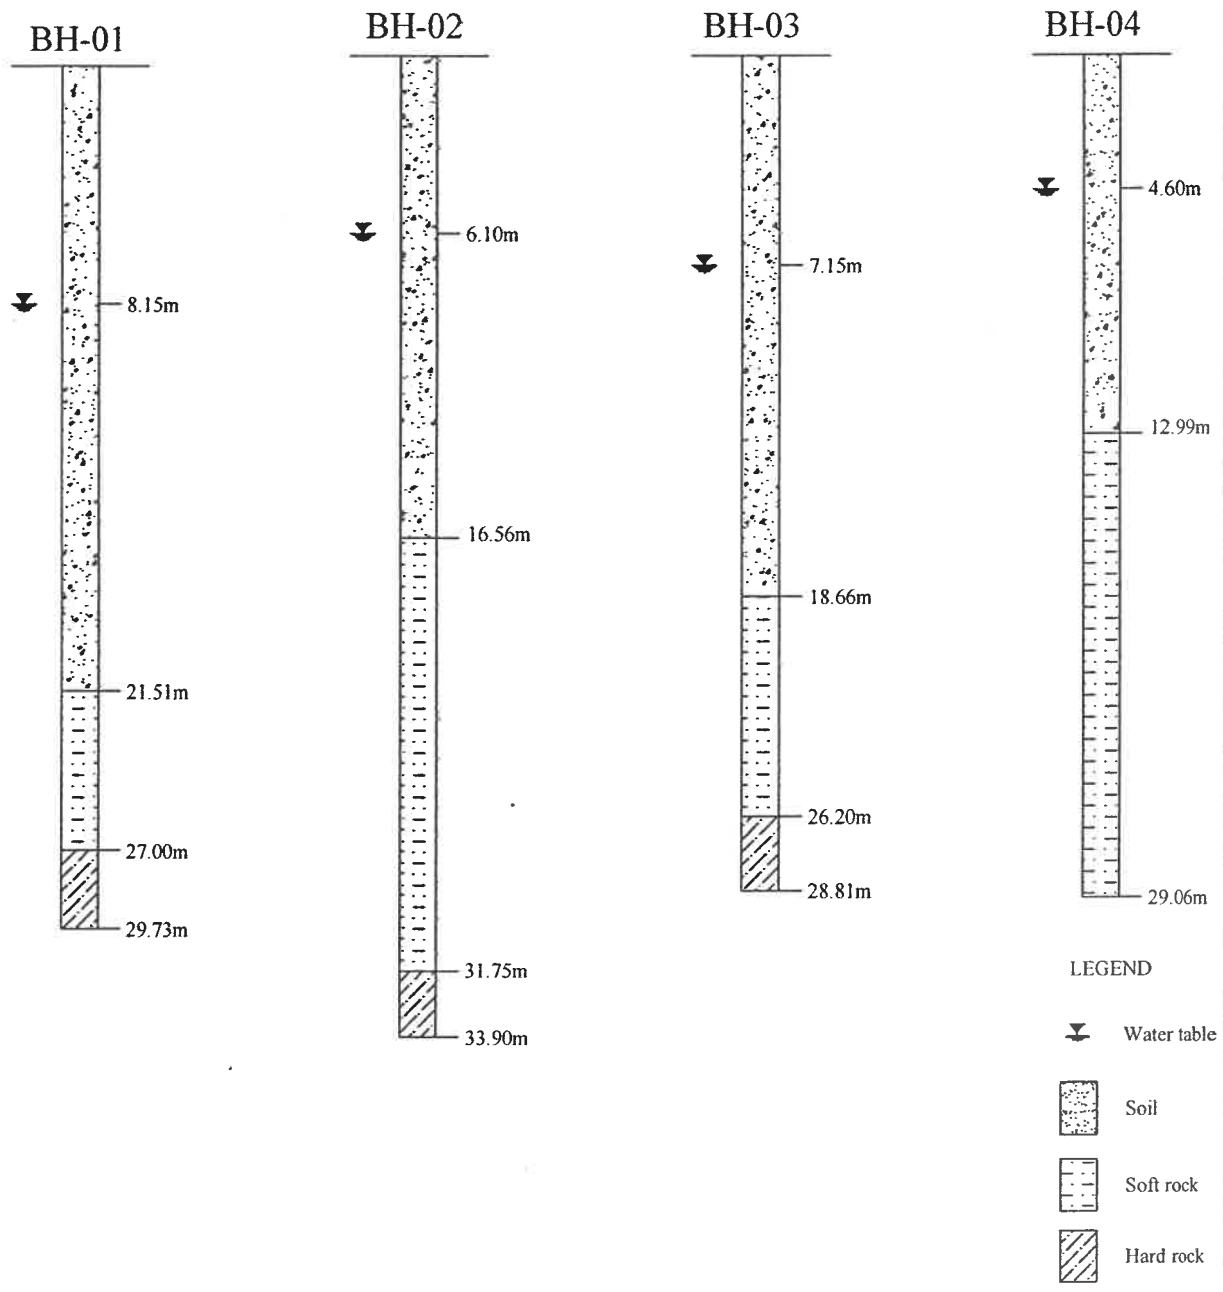 BH-01
8.15m
21.51m
27.00m
29.73m
BH-02
6.10m
16.56m
31.75m
33.90m
BH-03
7.15m
18.66m
26.20m
28.81m
BH-04
4.60m
12.99m
29.06m
LEGEND
Water table
Soil
Soft rock
Hard rock